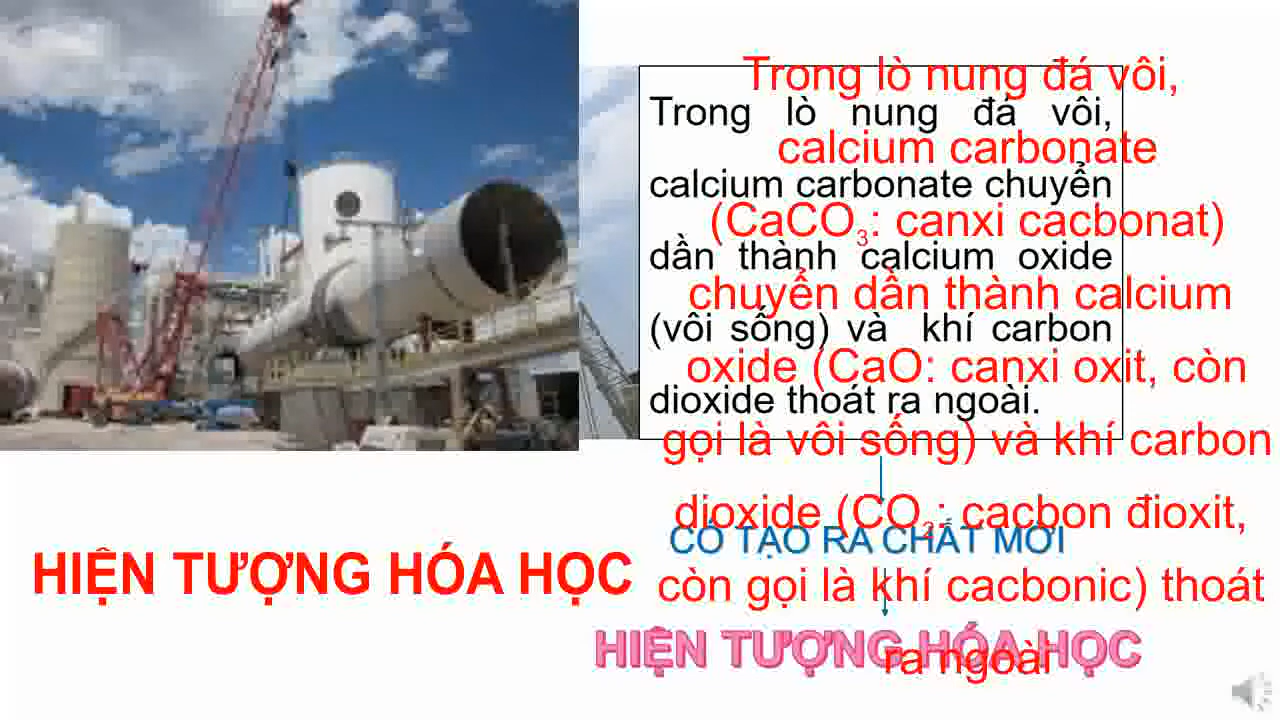 Trong lò nung đá vôi,
calcium carbonate
(CaCO₃: canxi cacbonat)
chuyển dần thành calcium
oxide (CaO: canxi oxit, còn
gọi là vôi sống) và khí carbon
dioxide (CO₂: cacbon đioxit,
còn gọi là khí cacbonic) thoát
ra ngoài
Trong lò nung đá vôi,
calcium carbonate chuyển
dần thành calcium oxide
(vôi sống) và khí carbon
dioxide thoát ra ngoài.
CÓ TẠO RA CHẤT MỚI
HIỆN TƯỢNG HÓA HỌC
HIỆN TƯỢNG HÓA HỌC